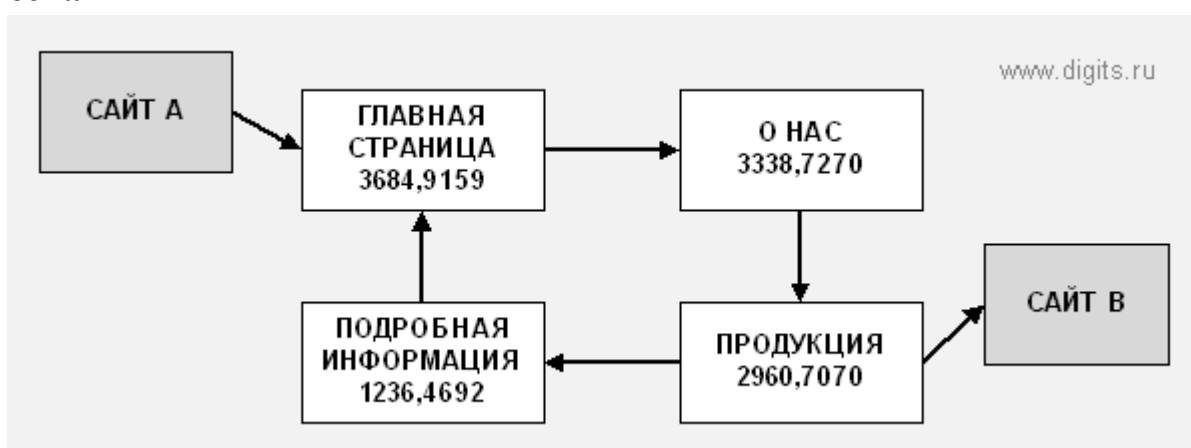 www.digits.ru
САЙТ A
ГЛАВНАЯ
СТРАНИЦА
3684,9159
О НАС
3338,7270
САЙТ B
ПОДРОБНАЯ
ИНФОРМАЦИЯ
1236,4692
ПРОДУКЦИЯ
2960,7070